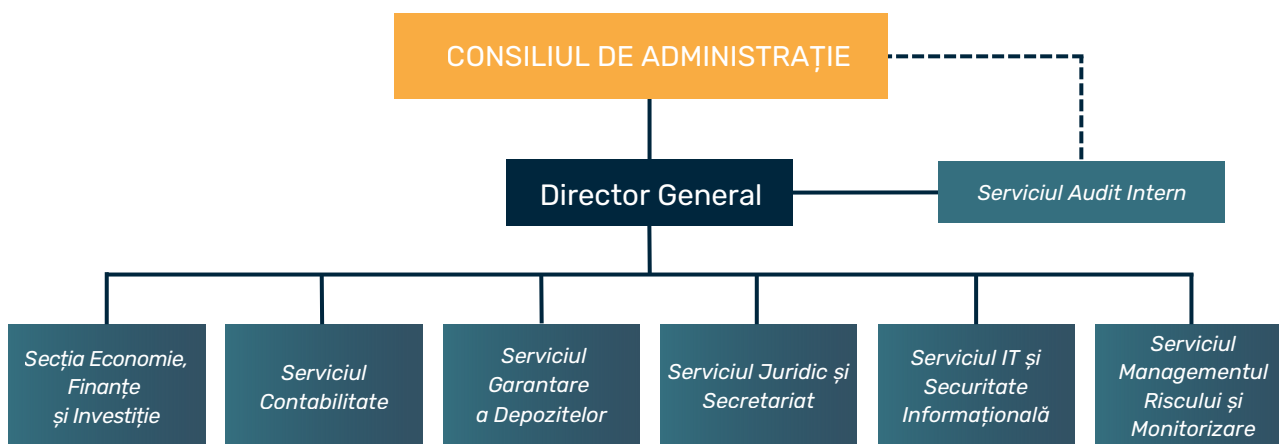 CONSILIUL DE ADMINISTRAȚIE
Director General
Serviciul Audit Intern
Secția Economie,
Finanțe
și Investiție
Serviciul
Contabilitate
Serviciul
Garantare
a Depozitelor
Serviciul Juridic și
Secretariat
Serviciul IT și
Securitate
Informațională
Serviciul
Managementul
Riscului și
Monitorizare